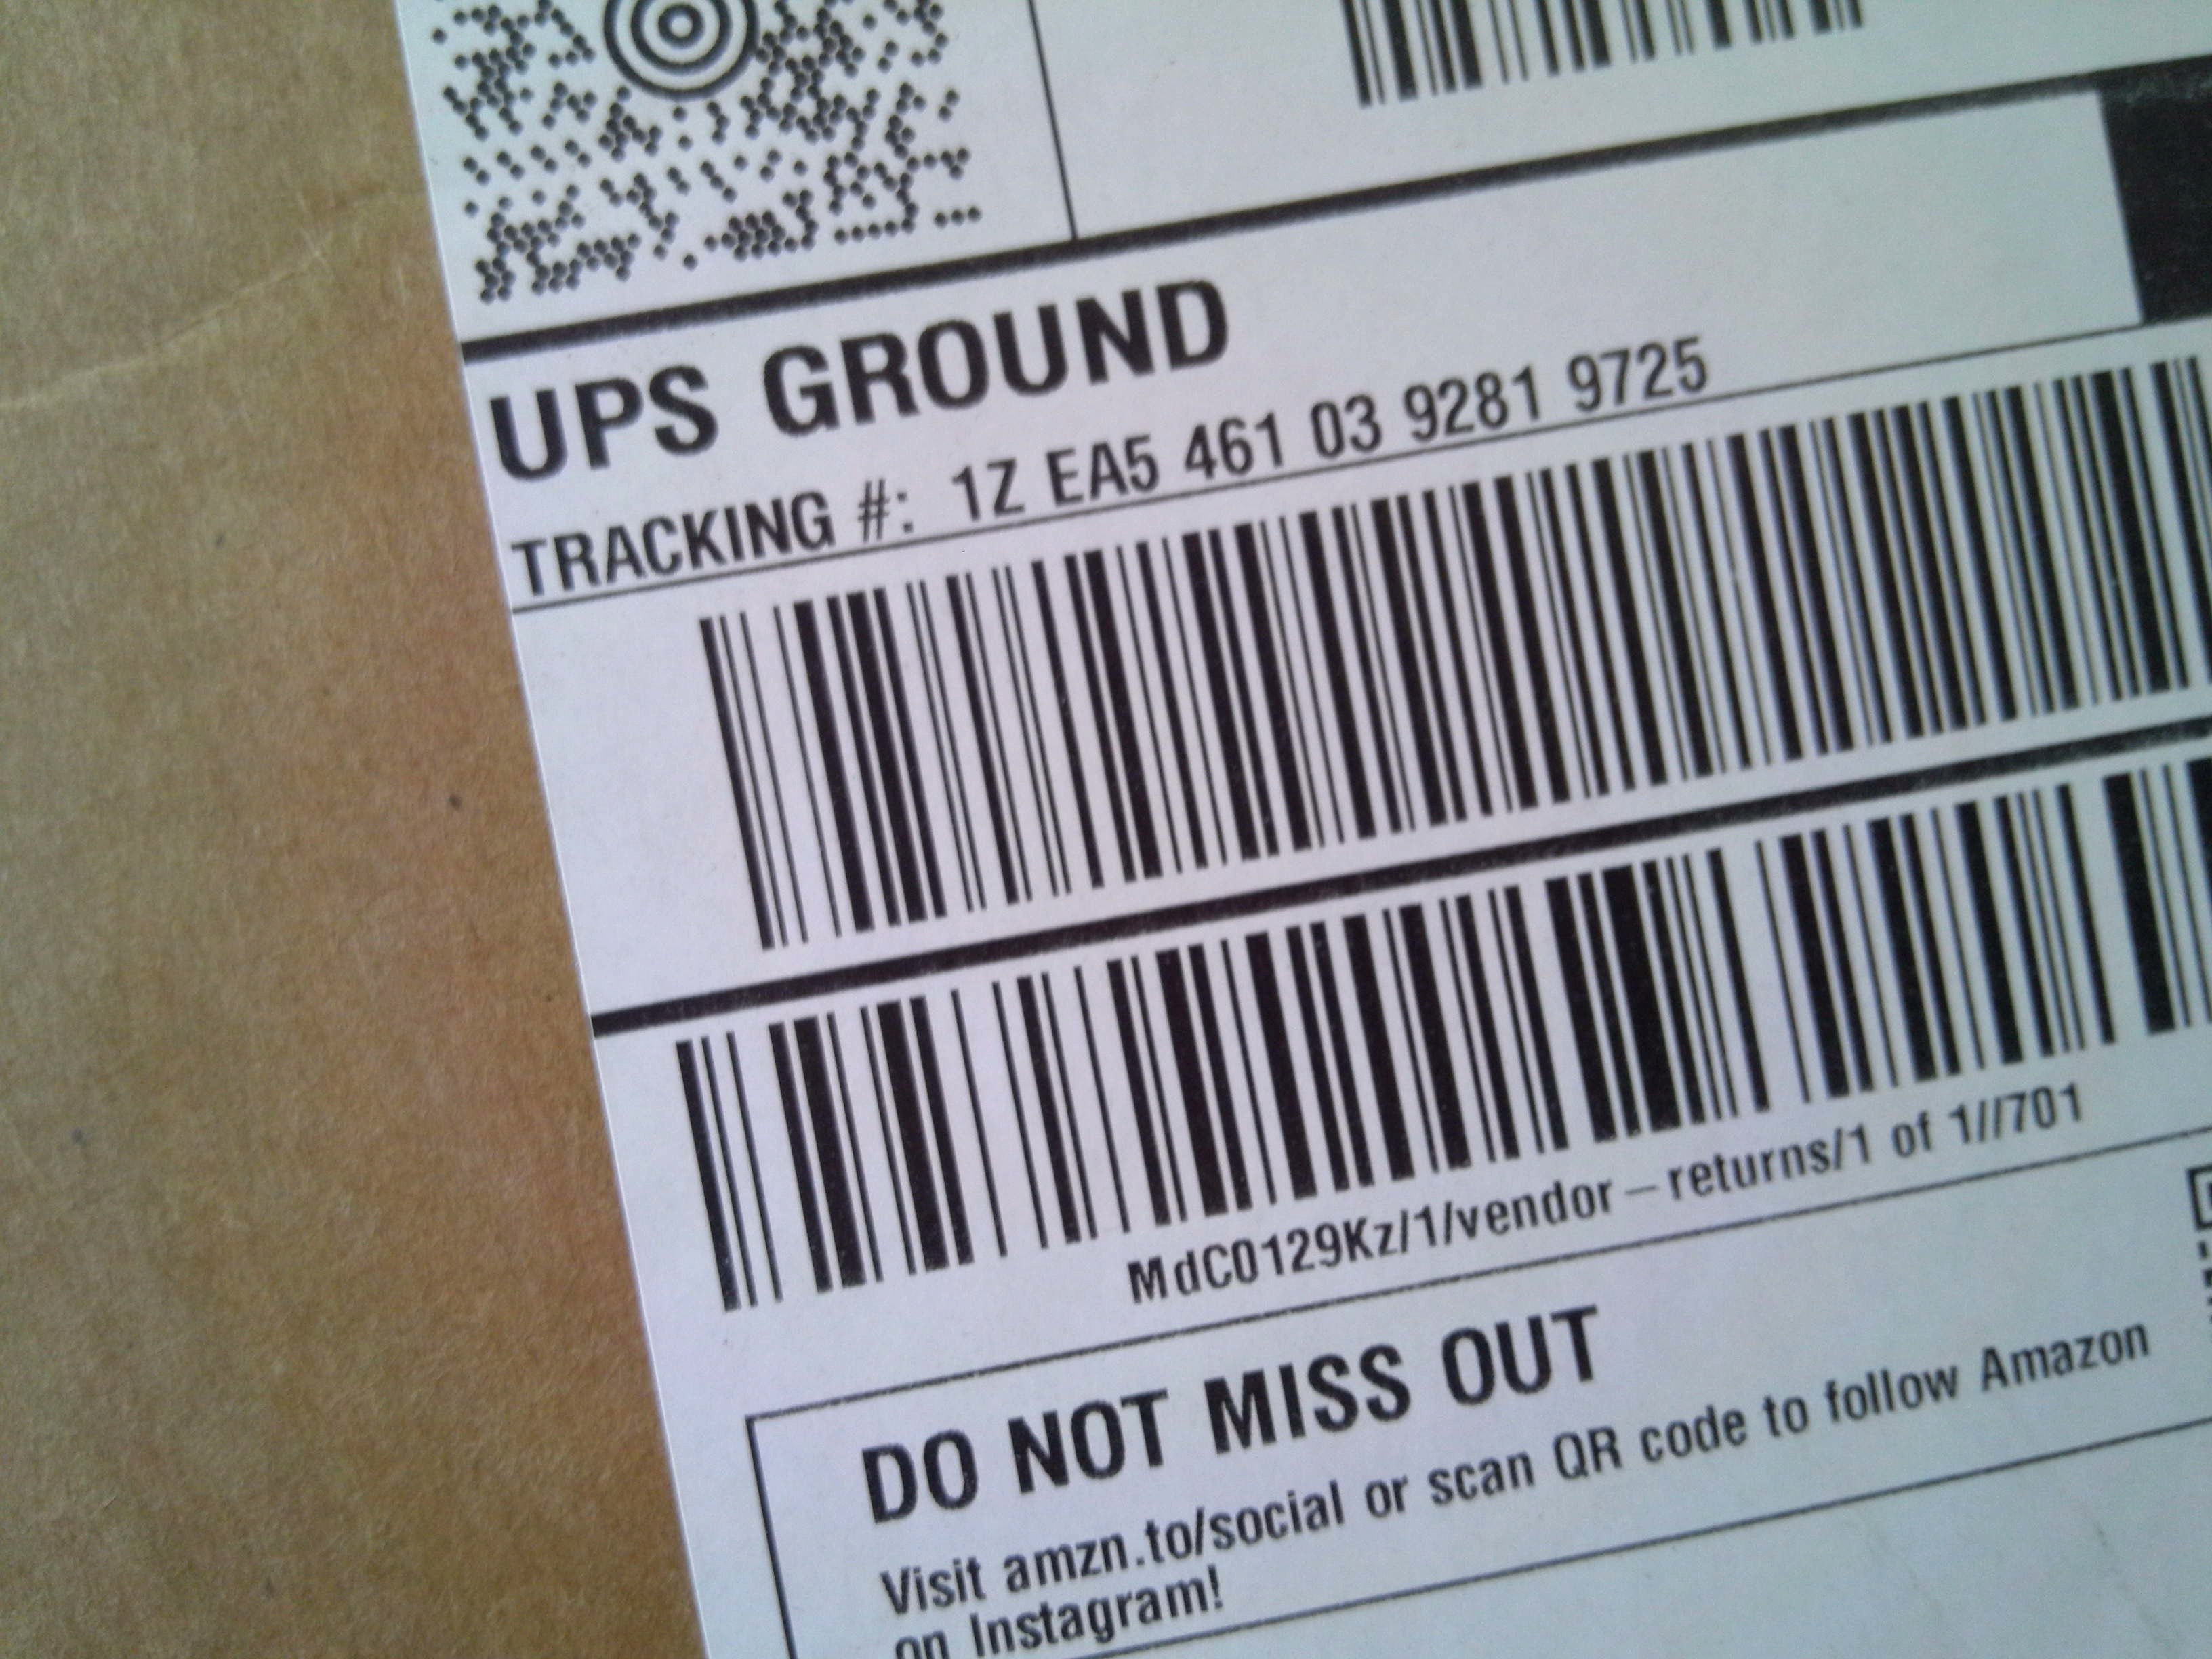 UPS GROUND
TRACKING #: 1Z EA5 461 03 9281 9725
MdC0129Kz/1/vendor-returns/1 of 1//701
DO NOT MISS OUT
Visit amzn.to/social or scan QR code to follow Amazon
on Instagram!